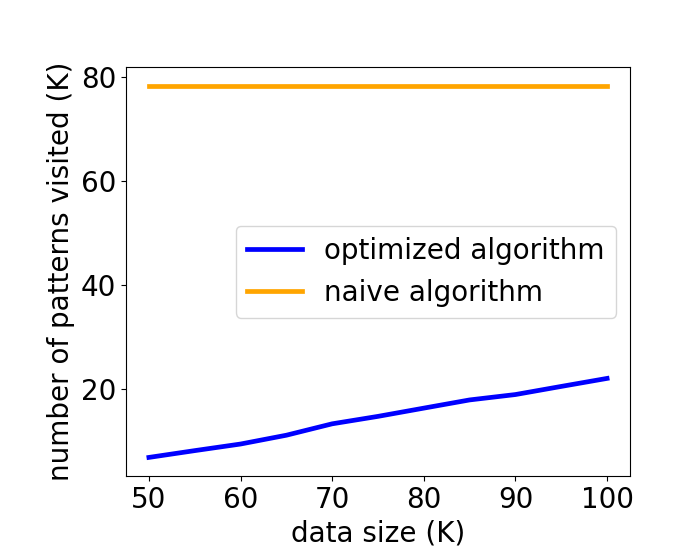 number of patterns visited (K)
80
60
40
20
optimized algorithm
naive algorithm
50 60 70 80 90 100
data size (K)